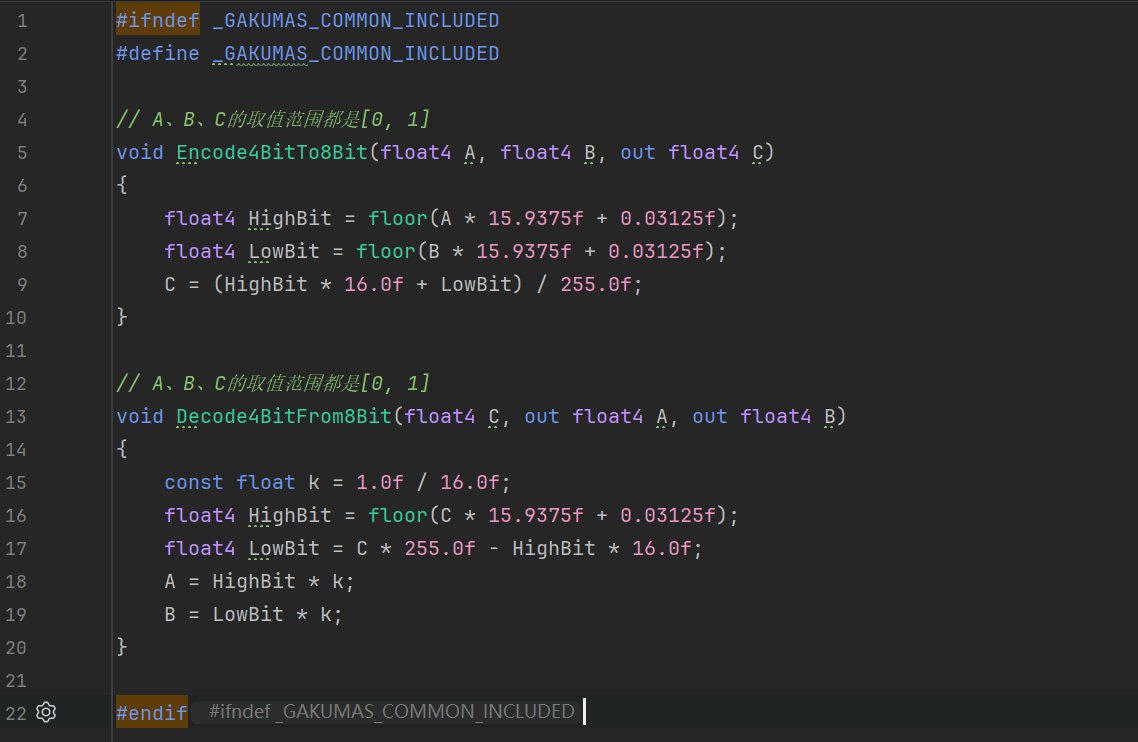 1 #ifndef _GAKUMAS_COMMON_INCLUDED
2 #define _GAKUMAS_COMMON_INCLUDED
3
4 // A、B、C的取值范围都是[0, 1]
5 void Encode4BitTo8Bit(float4 A, float4 B, out float4 C)
6 {
7     float4 HighBit = floor(A * 15.9375f + 0.03125f);
8     float4 LowBit = floor(B * 15.9375f + 0.03125f);
9     C = (HighBit * 16.0f + LowBit) / 255.0f;
10 }
11
12 // A、B、C的取值范围都是[0, 1]
13 void Decode4BitFrom8Bit(float4 C, out float4 A, out float4 B)
14 {
15     const float k = 1.0f / 16.0f;
16     float4 HighBit = floor(C * 15.9375f + 0.03125f);
17     float4 LowBit = C * 255.0f - HighBit * 16.0f;
18     A = HighBit * k;
19     B = LowBit * k;
20 }
21
22 #endif #ifndef _GAKUMAS_COMMON_INCLUDED